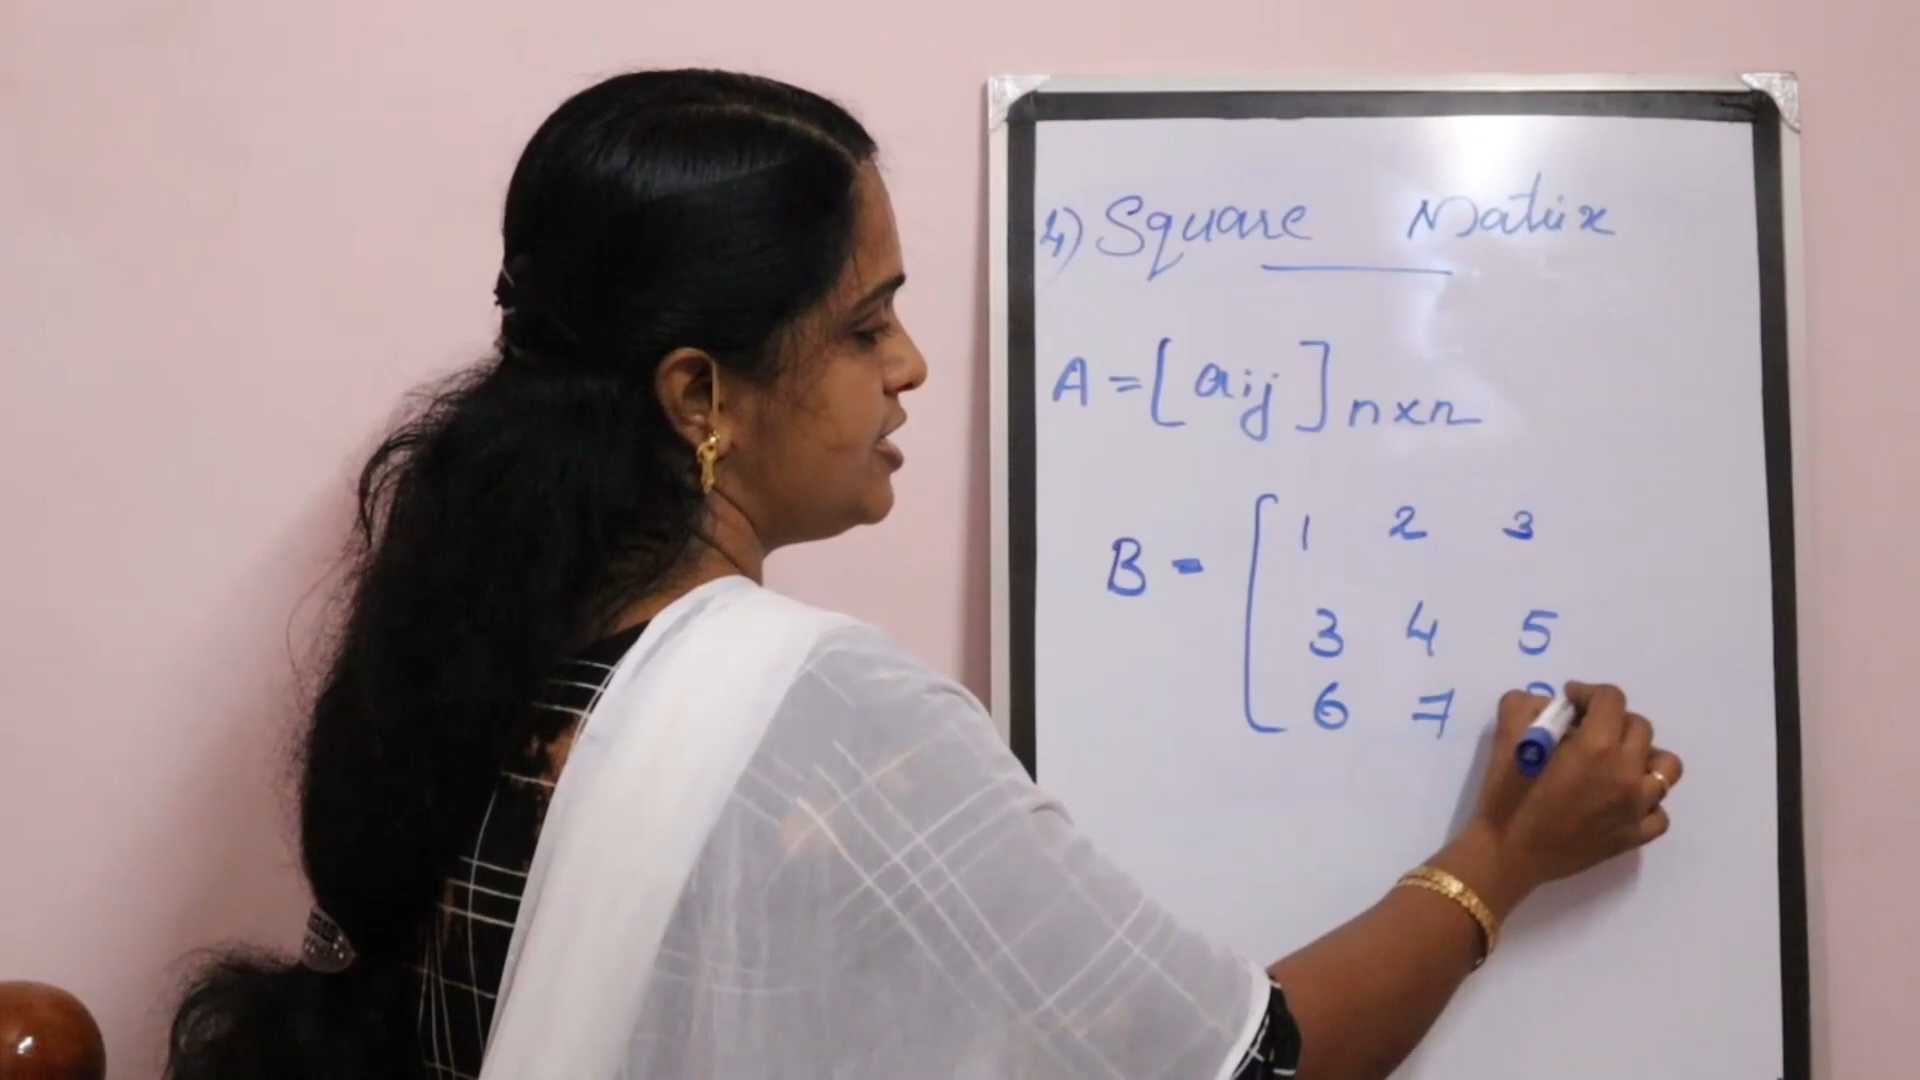 4) Square Matrix
A = [ aij ] n x n
B = [ 1 2 3
3 4 5
6 7